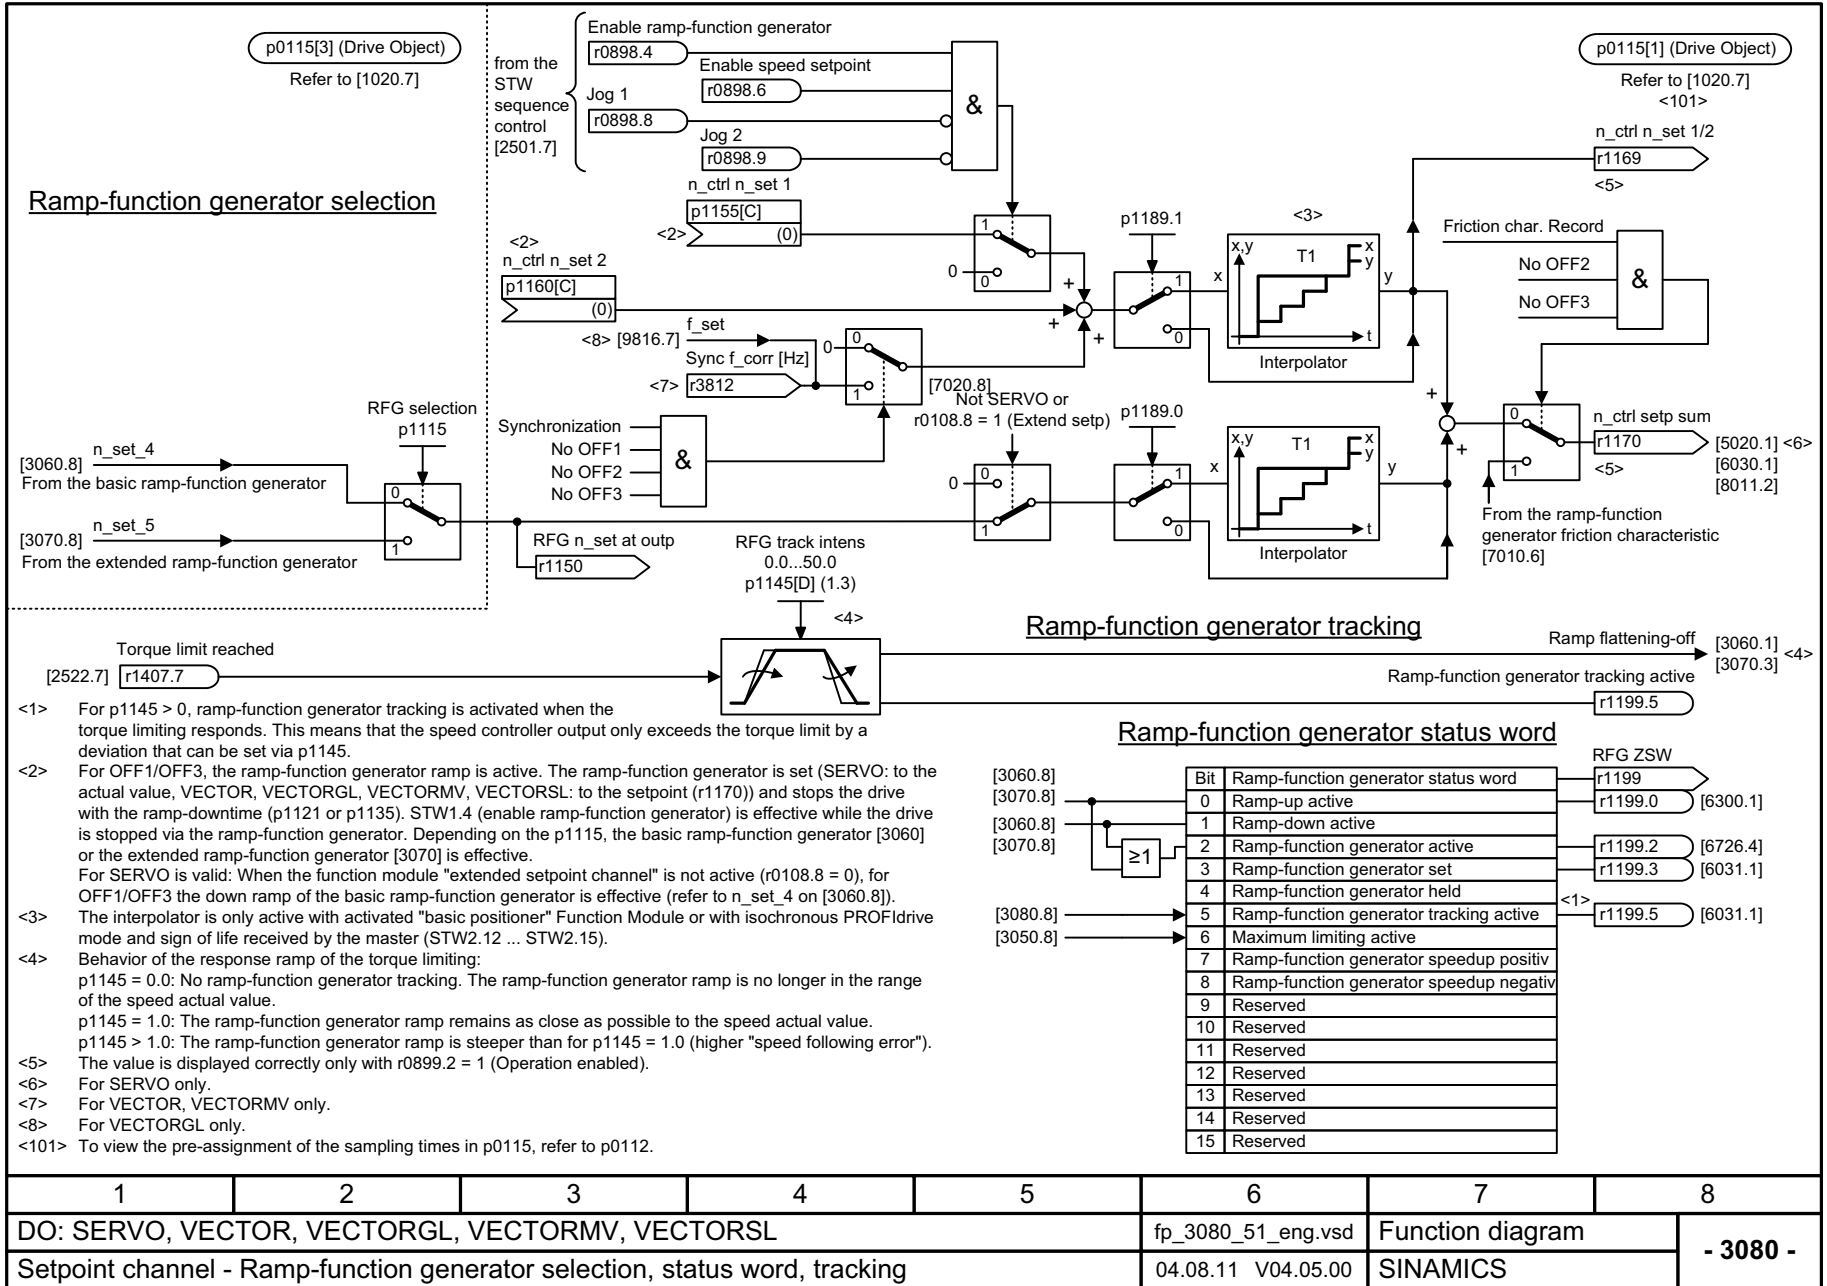 p0115[3] (Drive Object)
Refer to [1020.7]
Ramp-function generator selection
from the
STW
sequence
control
[2501.7]
Enable ramp-function generator
r0898.4
Enable speed setpoint
r0898.6
Jog 1
r0898.8
Jog 2
r0898.9
&
n_ctrl n_set 1
p1155[C]
<2>
(0)
1
0
0
<2>
n_ctrl n_set 2
p1160[C]
(0)
+
+
+
<8> [9816.7]
f_set
Sync f_corr [Hz]
<7>
r3812
0
0
1
[7020.8]
Synchronization
No OFF1
No OFF2
No OFF3
&
p1189.1
1
0
x
<3>
x,y
T1
x
y
t
y
Interpolator
p0115[1] (Drive Object)
Refer to [1020.7]
<101>
n_ctrl n_set 1/2
r1169
<5>
Friction char. Record
No OFF2
No OFF3
&
+
+
0
1
n_ctrl setp sum
r1170
<5>
[5020.1] <6>
[6030.1]
[8011.2]
From the ramp-function
generator friction characteristic
[7010.6]
RFG selection
p1115
[3060.8]
n_set_4
From the basic ramp-function generator
0
1
[3070.8]
n_set_5
From the extended ramp-function generator
RFG n_set at outp
r1150
Not SERVO or
r0108.8 = 1 (Extend setp)
0
0
1
p1189.0
1
0
x
x,y
T1
x
y
t
y
Interpolator
RFG track intens
0.0...50.0
p1145[D] (1.3)
<4>
Ramp-function generator tracking
Torque limit reached
[2522.7]
r1407.7
Ramp flattening-off
[3060.1]
[3070.3]
<4>
Ramp-function generator tracking active
r1199.5
<1> For p1145 > 0, ramp-function generator tracking is activated when the
torque limiting responds. This means that the speed controller output only exceeds the torque limit by a
deviation that can be set via p1145.
<2> For OFF1/OFF3, the ramp-function generator ramp is active. The ramp-function generator is set (SERVO: to the
actual value, VECTOR, VECTORGL, VECTORMV, VECTORSL: to the setpoint (r1170)) and stops the drive
with the ramp-downtime (p1121 or p1135). STW1.4 (enable ramp-function generator) is effective while the drive
is stopped via the ramp-function generator. Depending on the p1115, the basic ramp-function generator [3060]
or the extended ramp-function generator [3070] is effective.
For SERVO is valid: When the function module "extended setpoint channel" is not active (r0108.8 = 0), for
OFF1/OFF3 the down ramp of the basic ramp-function generator is effective (refer to n_set_4 on [3060.8]).
<3> The interpolator is only active with activated "basic positioner" Function Module or with isochronous PROFIdrive
mode and sign of life received by the master (STW2.12 ... STW2.15).
<4> Behavior of the response ramp of the torque limiting:
p1145 = 0.0: No ramp-function generator tracking. The ramp-function generator ramp is no longer in the range
of the speed actual value.
p1145 = 1.0: The ramp-function generator ramp remains as close as possible to the speed actual value.
p1145 > 1.0: The ramp-function generator ramp is steeper than for p1145 = 1.0 (higher "speed following error").
<5> The value is displayed correctly only with r0899.2 = 1 (Operation enabled).
<6> For SERVO only.
<7> For VECTOR, VECTORMV only.
<8> For VECTORGL only.
<101> To view the pre-assignment of the sampling times in p0115, refer to p0112.
Ramp-function generator status word
RFG ZSW
[3060.8]
[3070.8]
[3060.8]
[3070.8]
≥1
[3080.8]
[3050.8]
Bit Ramp-function generator status word r1199
0 Ramp-up active r1199.0 [6300.1]
1 Ramp-down active
2 Ramp-function generator active r1199.2 [6726.4]
3 Ramp-function generator set r1199.3 [6031.1]
4 Ramp-function generator held
5 Ramp-function generator tracking active <1> r1199.5 [6031.1]
6 Maximum limiting active
7 Ramp-function generator speedup positiv
8 Ramp-function generator speedup negativ
9 Reserved
10 Reserved
11 Reserved
12 Reserved
13 Reserved
14 Reserved
15 Reserved
1 2 3 4 5 6 7 8
DO: SERVO, VECTOR, VECTORGL, VECTORMV, VECTORSL
fp_3080_51_eng.vsd
Function diagram
- 3080 -
Setpoint channel - Ramp-function generator selection, status word, tracking
04.08.11 V04.05.00
SINAMICS